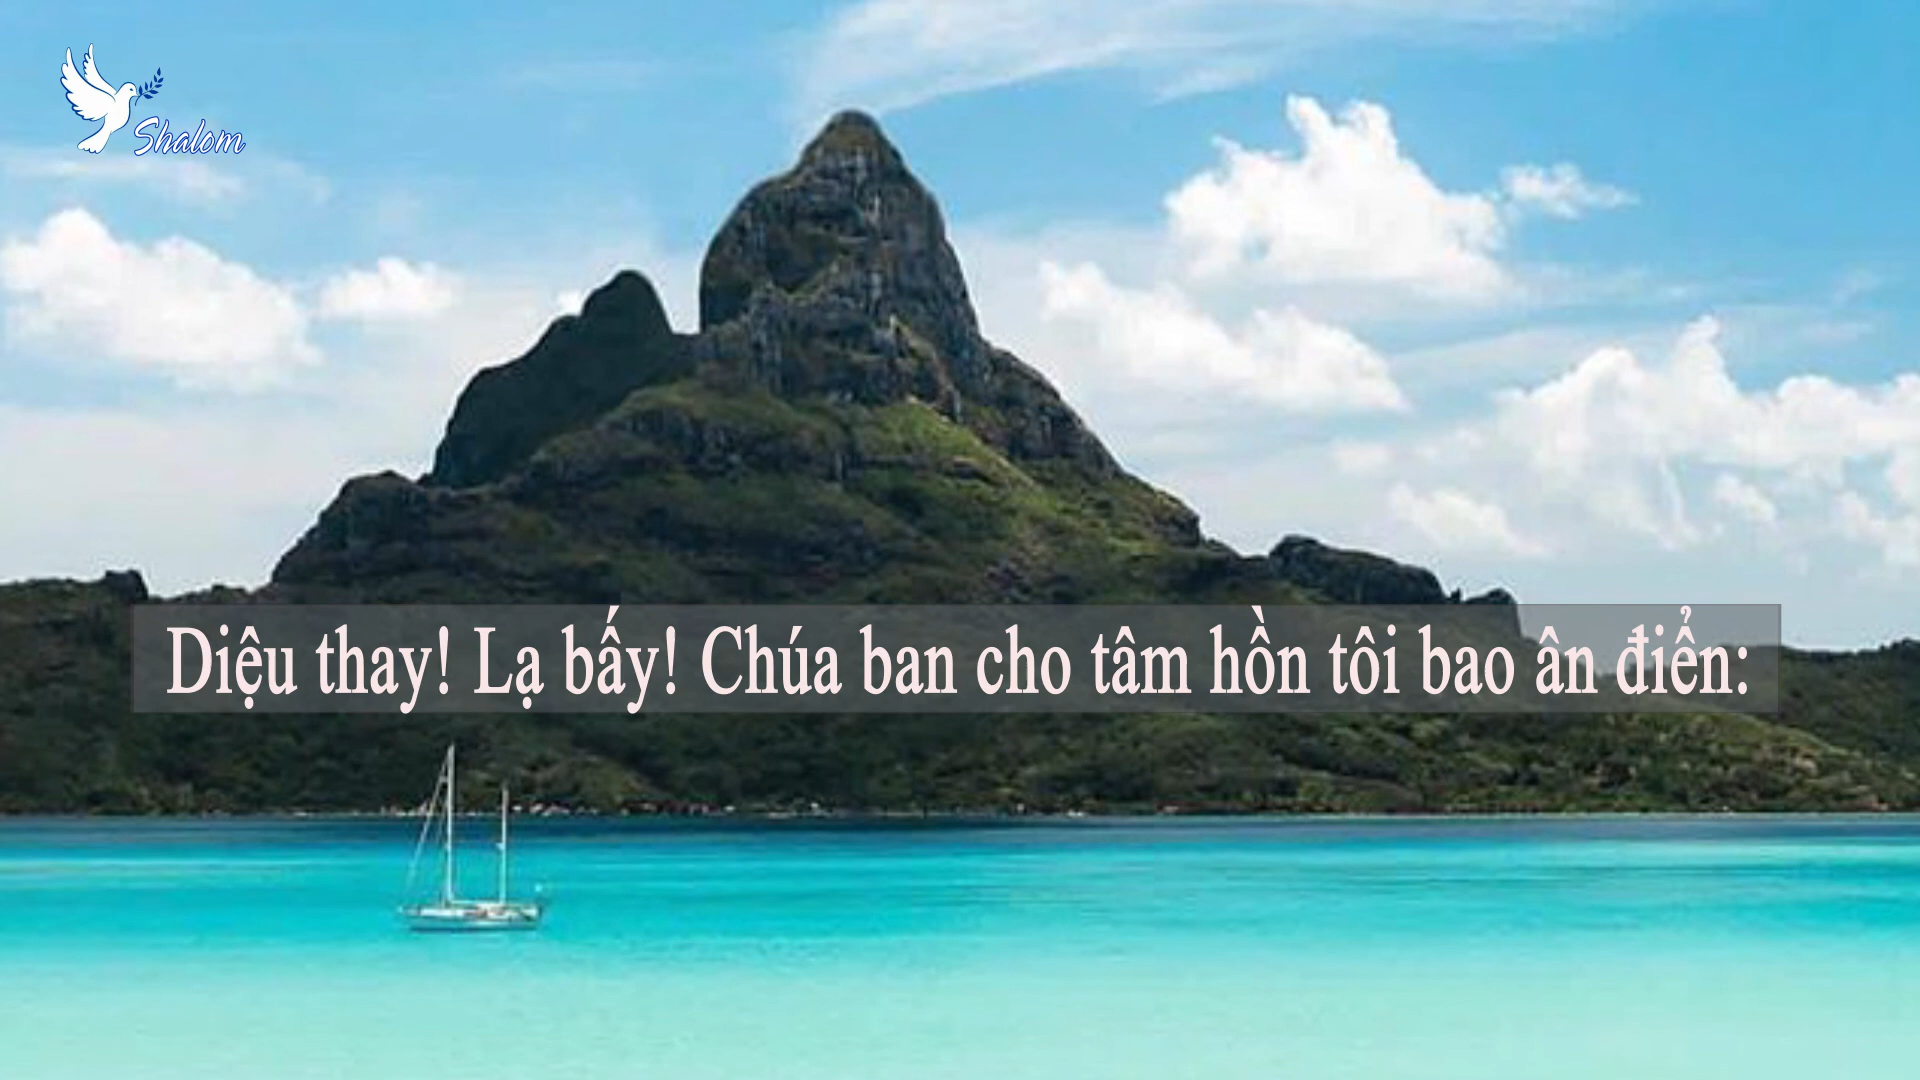 Shalom
Diệu thay! Lạ bấy! Chúa ban cho tâm hồn tôi bao ân điển: